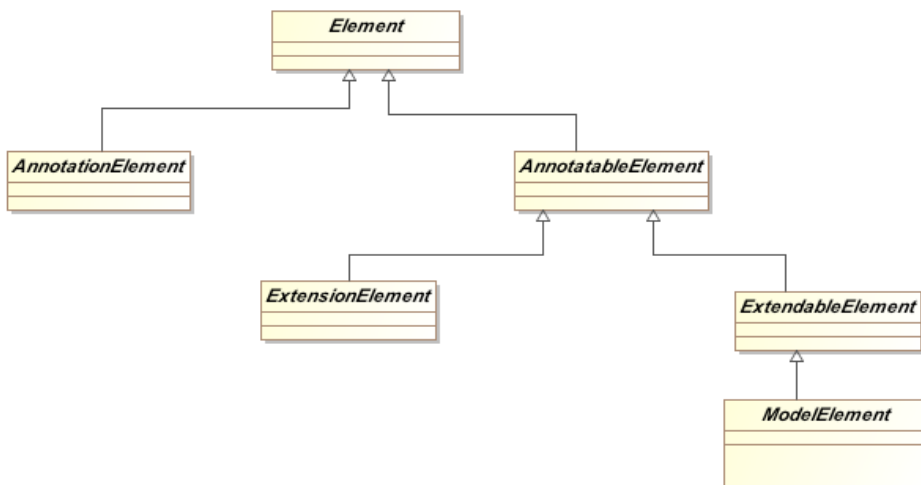 Element
AnnotationElement
AnnotatableElement
ExtensionElement
ExtendableElement
ModelElement